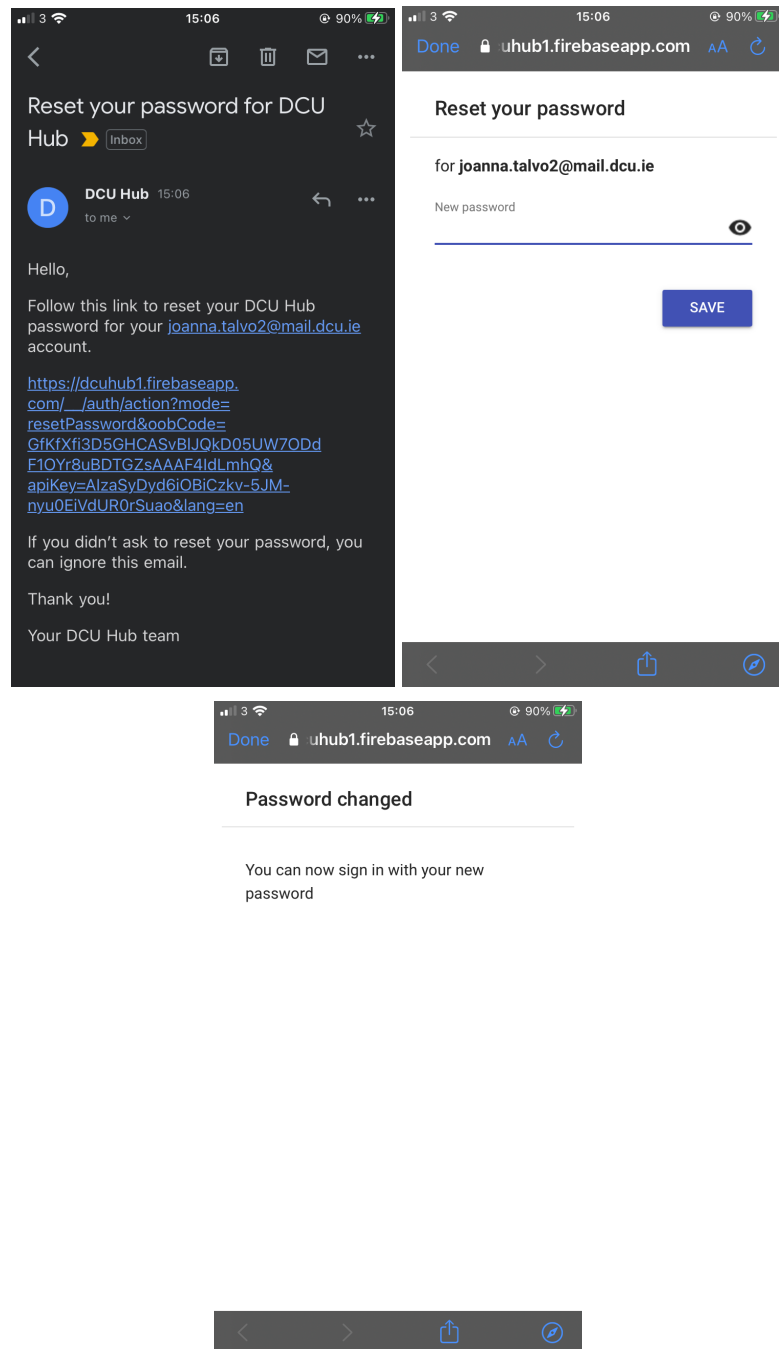 3 15:06 90%
Reset your password for DCU
Hub Inbox
D DCU Hub 15:06
to me
Hello,
Follow this link to reset your DCU Hub
password for your joanna.talvo2@mail.dcu.ie
account.
https://dcuhub1.firebaseapp.
com/__/auth/action?mode=
resetPassword&oobCode=
GfKfXfi3D5GHCASvBIJQkD05UW7ODd
F1OYr8uBDTGZsAAAF4IdLmhQ&
apiKey=AIzaSyDyd6iOBiCzkv-5JM-
nyu0EiVdUR0rSuao&lang=en
If you didn't ask to reset your password, you
can ignore this email.
Thank you!
Your DCU Hub team
3 15:06 90%
Done uhub1.firebaseapp.com AA
Reset your password
for joanna.talvo2@mail.dcu.ie
New password
SAVE
3 15:06 90%
Done uhub1.firebaseapp.com AA
Password changed
You can now sign in with your new
password